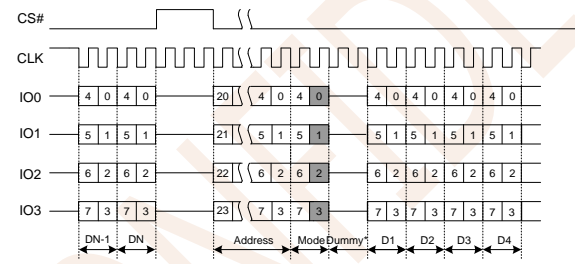 CS#
CLK
IO0 4 0 4 0 20 4 0 4 0 4 0 4 0 4 0 4 0
IO1 5 1 5 1 21 5 1 5 1 5 1 5 1 5 1 5 1
IO2 6 2 6 2 22 6 2 6 2 6 2 6 2 6 2 6 2
IO3 7 3 7 3 23 7 3 7 3 7 3 7 3 7 3 7 3
DN-1 DN Address Mode Dummy* D1 D2 D3 D4